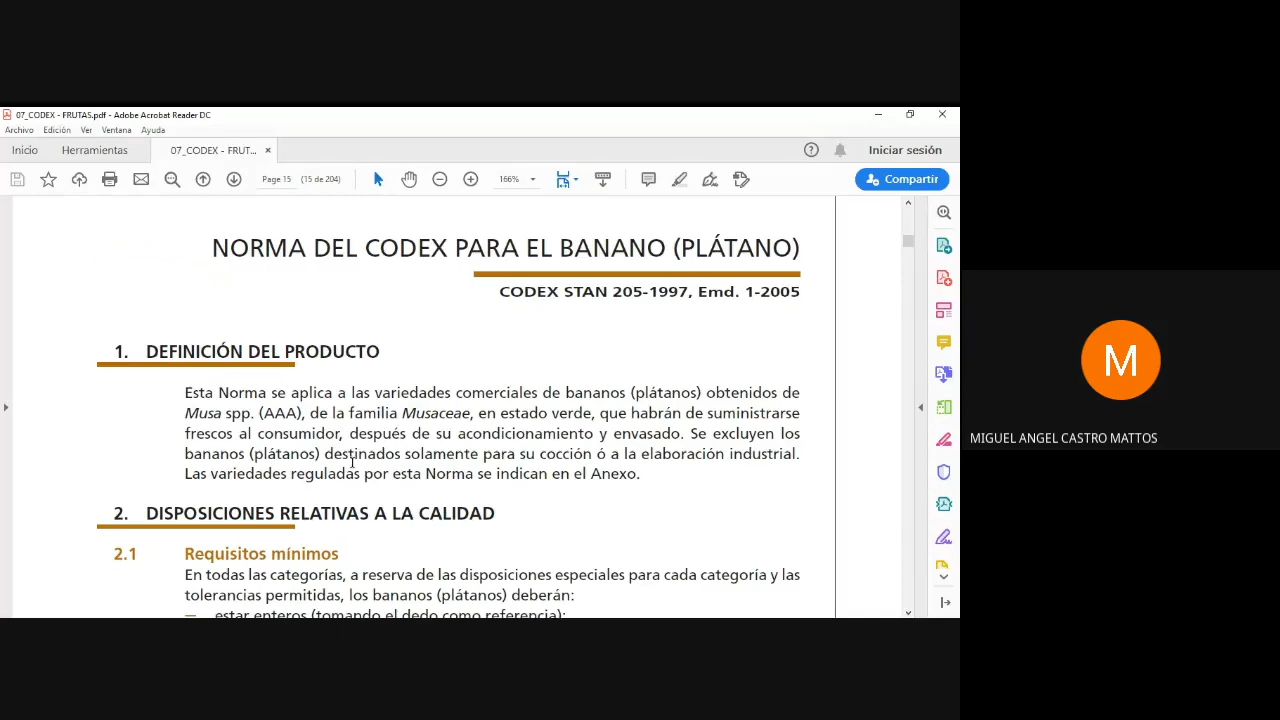 07_CODEX - FRUTAS.pdf - Adobe Acrobat Reader DC
Archivo Edición Ver Ventana Ayuda
Inicio Herramientas 07_CODEX - FRUT... × Iniciar sesión
Page 15 (15 de 204) 166% Compartir
NORMA DEL CODEX PARA EL BANANO (PLÁTANO)
CODEX STAN 205-1997, Emd. 1-2005
1. DEFINICIÓN DEL PRODUCTO
Esta Norma se aplica a las variedades comerciales de bananos (plátanos) obtenidos de
Musa spp. (AAA), de la familia Musaceae, en estado verde, que habrán de suministrarse
frescos al consumidor, después de su acondicionamiento y envasado. Se excluyen los
bananos (plátanos) destinados solamente para su cocción ó a la elaboración industrial.
Las variedades reguladas por esta Norma se indican en el Anexo.
2. DISPOSICIONES RELATIVAS A LA CALIDAD
2.1 Requisitos mínimos
En todas las categorías, a reserva de las disposiciones especiales para cada categoría y las
tolerancias permitidas, los bananos (plátanos) deberán:
— estar enteros (tomando el dedo como referencia);
M
MIGUEL ANGEL CASTRO MATTOS